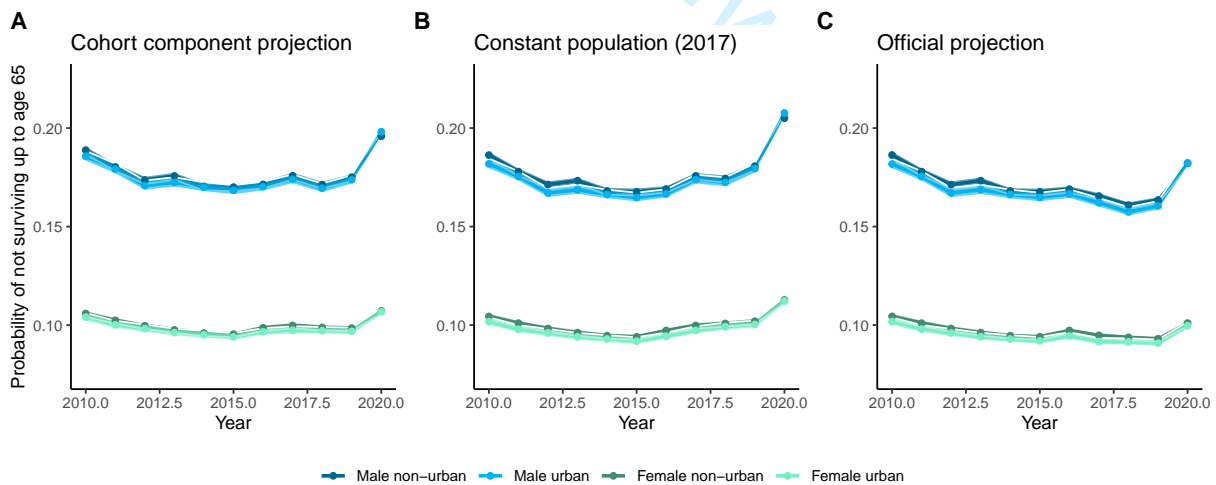 A
Cohort component projection
B
Constant population (2017)
C
Official projection
Probability of not surviving up to age 65
0.20
0.15
0.10
0.20
0.15
0.10
0.20
0.15
0.10
2010.0 2012.5 2015.0 2017.5 2020.0
2010.0 2012.5 2015.0 2017.5 2020.0
2010.0 2012.5 2015.0 2017.5 2020.0
Year
Year
Year
Male non−urban Male urban Female non−urban Female urban